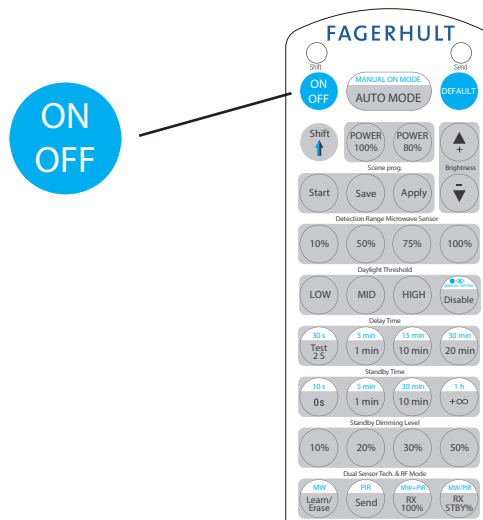 FAGERHULT
Shift
Send
ON
OFF
ON
OFF
MANUAL ON MODE
AUTO MODE
DEFAULT
Shift
POWER
100%
POWER
80%
+
Scene prog.
Brightness
Start
Save
Apply
-
Detection Range Microwave Sensor
10%
50%
75%
100%
Daylight Threshold
LOW
MID
HIGH
Disable
Delay Time
30 s
Test
2 S
5 min
1 min
15 min
10 min
30 min
20 min
Standby Time
10 s
0s
5 min
1 min
30 min
10 min
1 h
+∞
Standby Dimming Level
10%
20%
30%
50%
Dual Sensor Tech. & RF Mode
MW
Learn/
Erase
PIR
Send
MW+PIR
RX
100%
MW/PIR
RX
STBY%